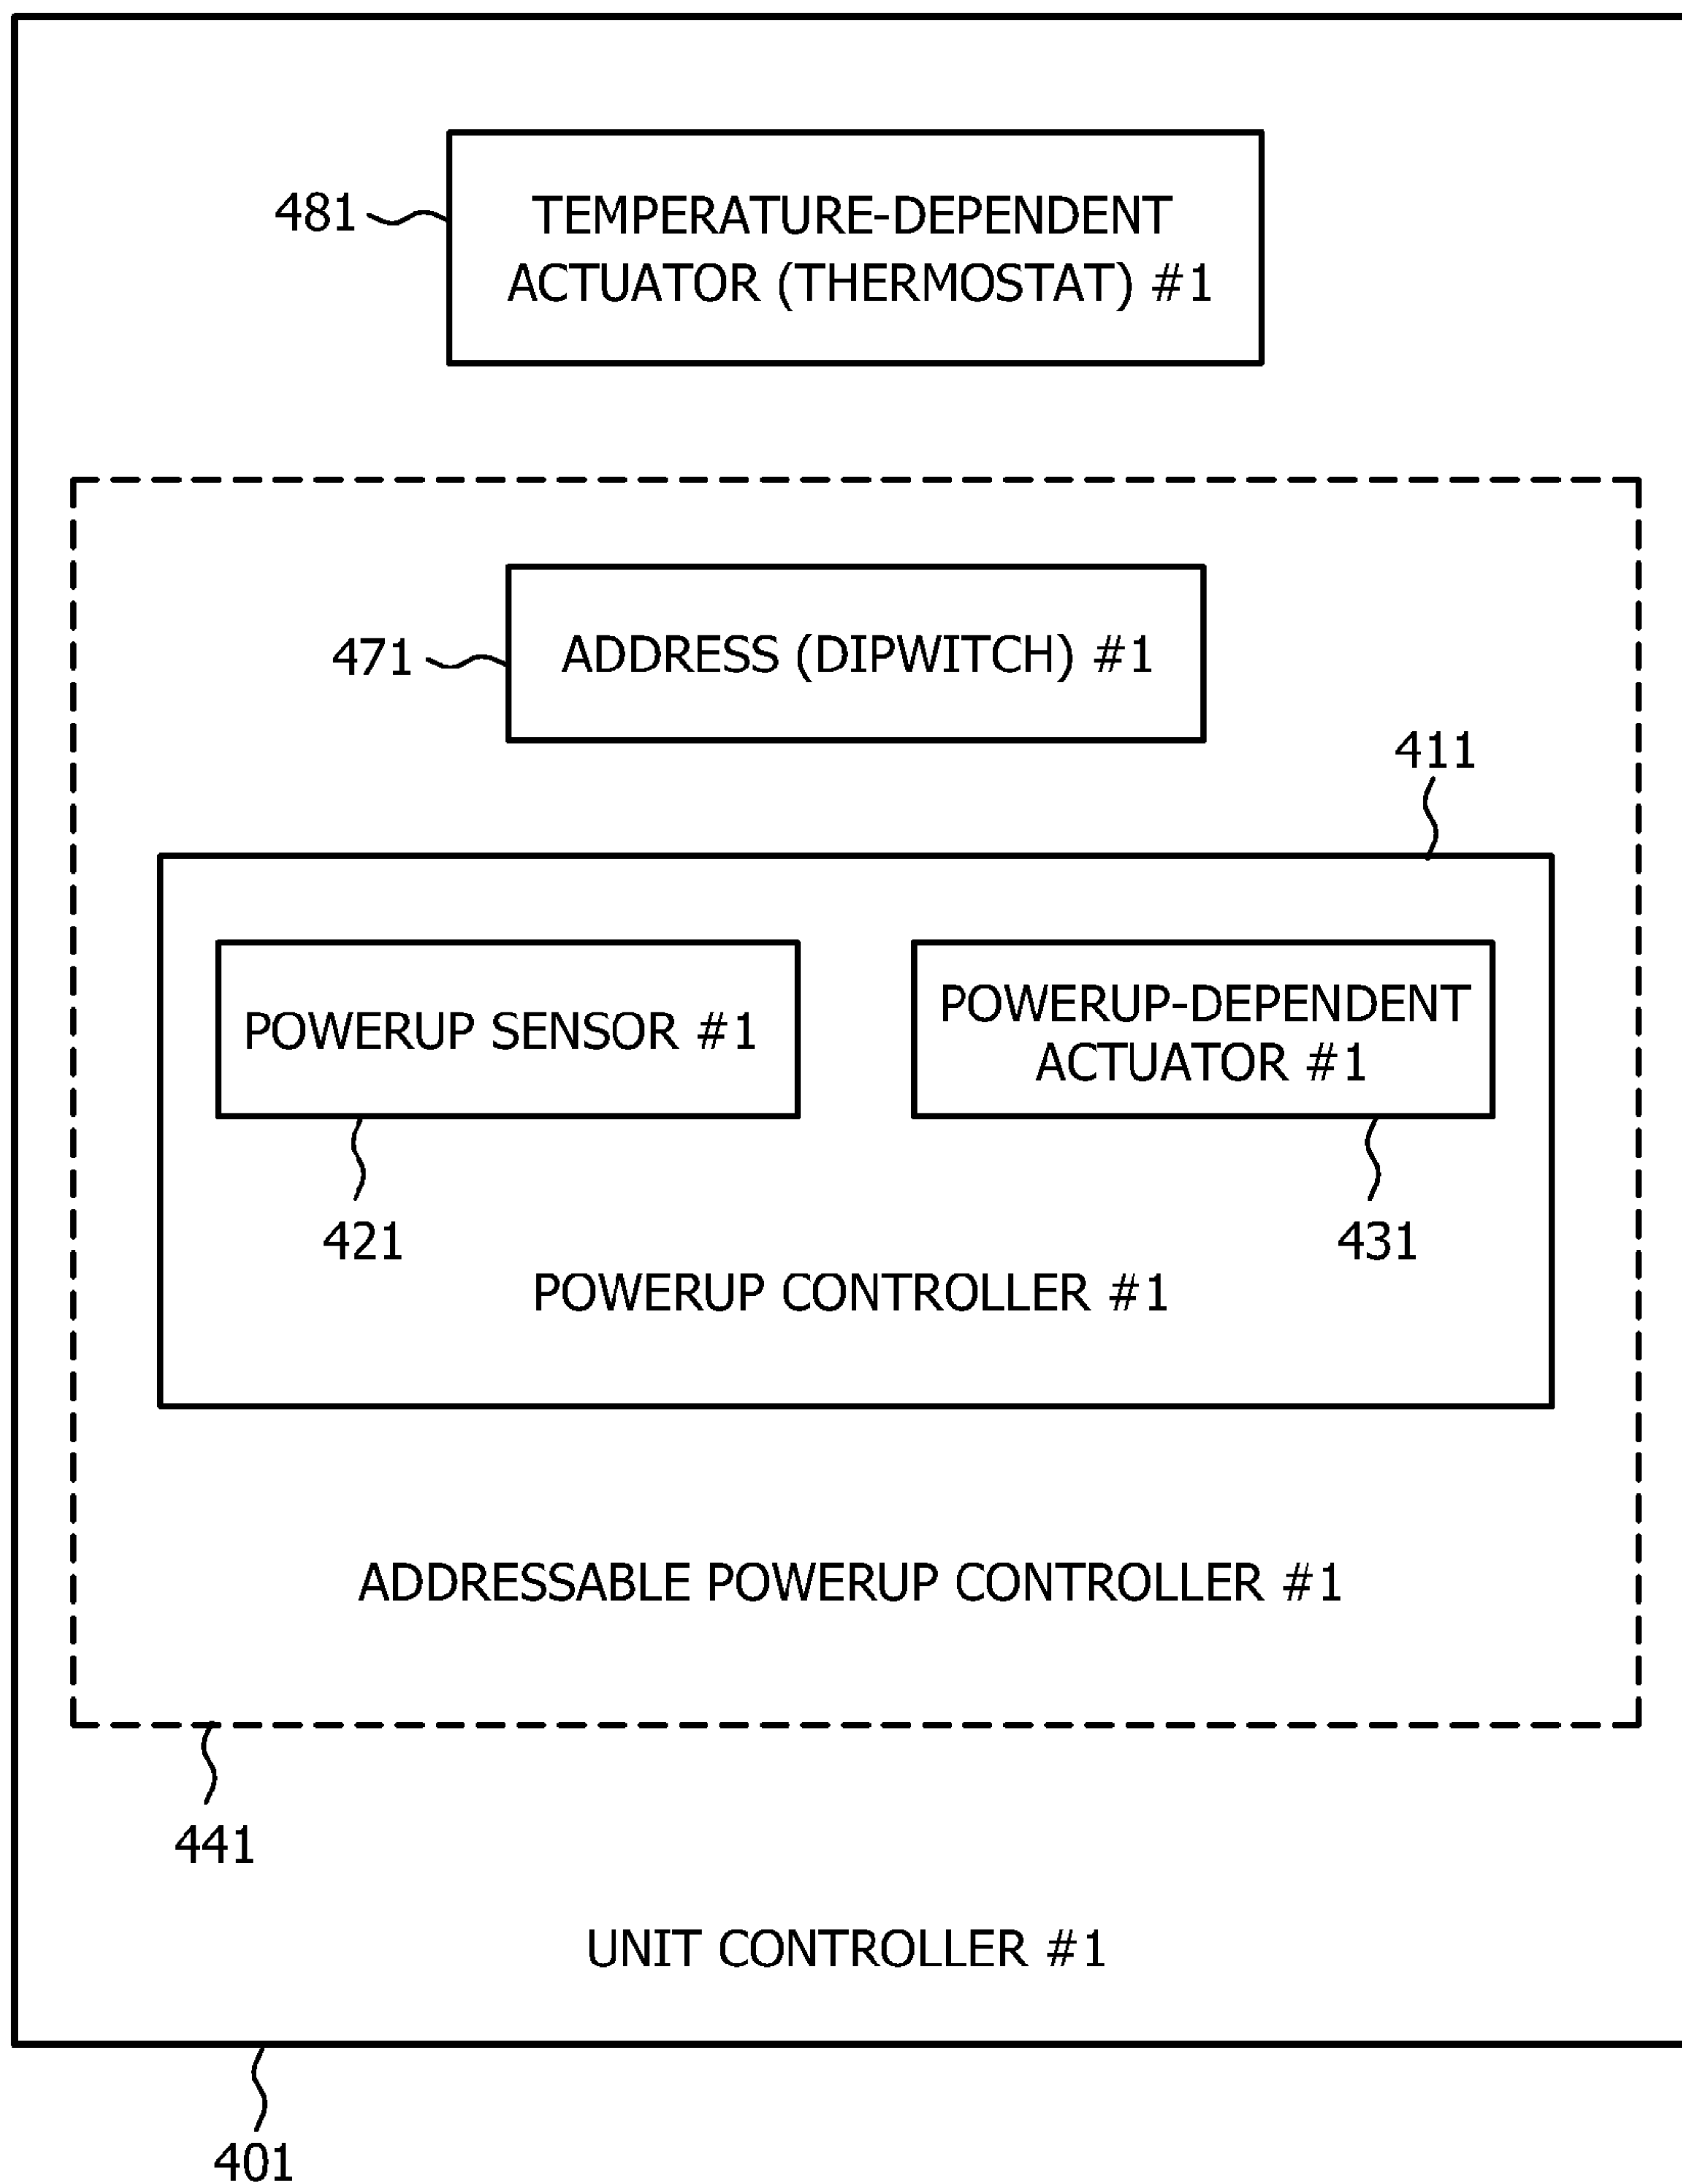 481
TEMPERATURE-DEPENDENT
ACTUATOR (THERMOSTAT) #1
471
ADDRESS (DIPWITCH) #1
411
POWERUP SENSOR #1
POWERUP-DEPENDENT
ACTUATOR #1
421
431
POWERUP CONTROLLER #1
ADDRESSABLE POWERUP CONTROLLER #1
441
UNIT CONTROLLER #1
401